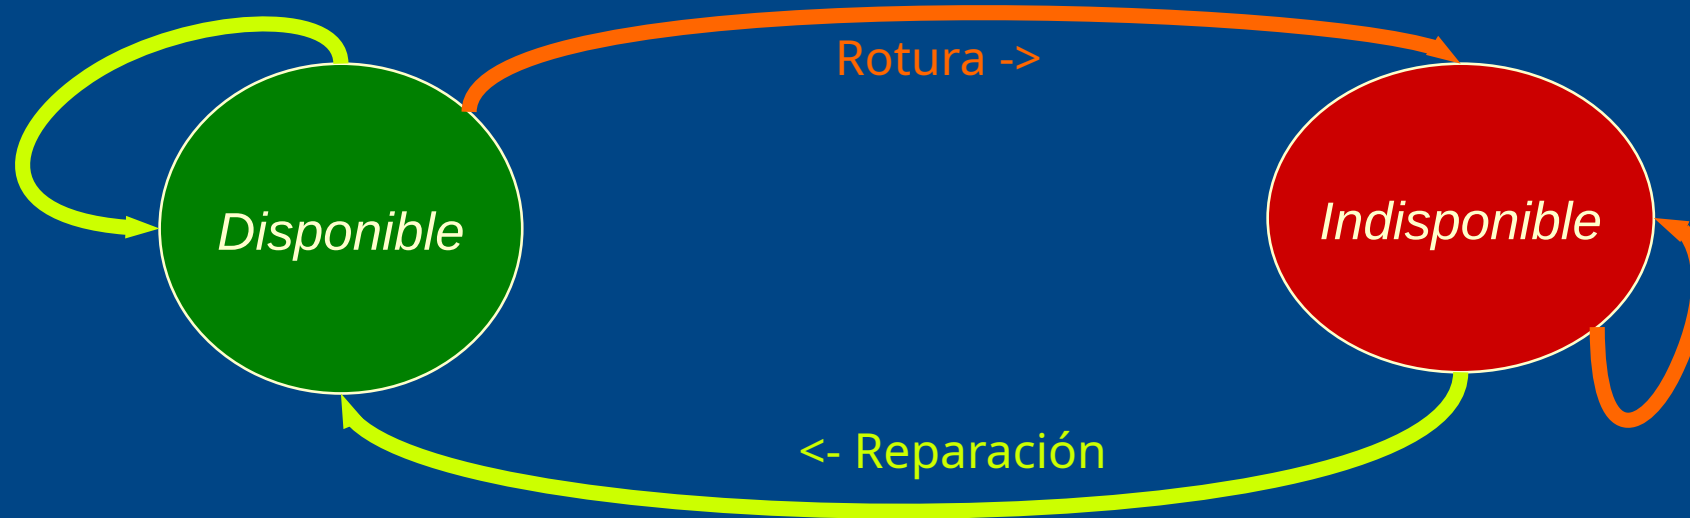 Rotura ->
Disponible
Indisponible
<- Reparación